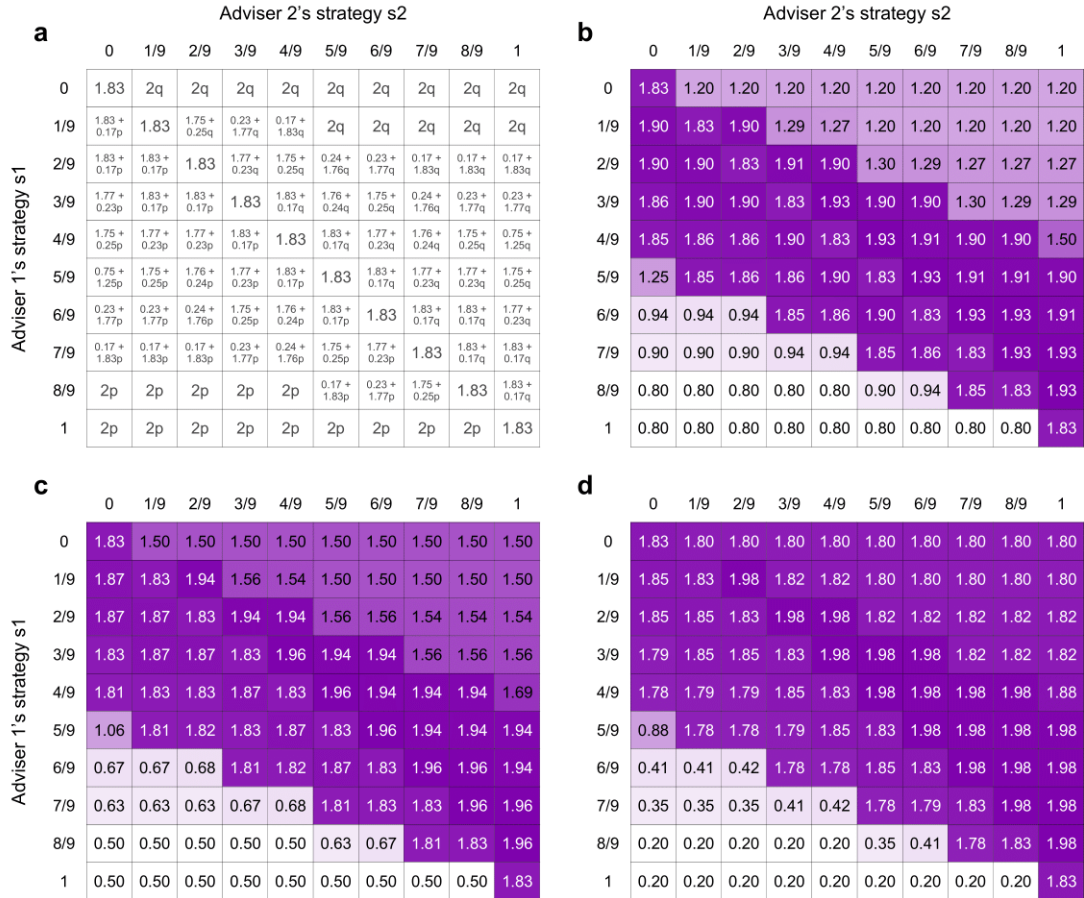 Adviser 2's strategy s2
a
0 1/9 2/9 3/9 4/9 5/9 6/9 7/9 8/9 1
Adviser 1's strategy s1
0 1.83 2q 2q 2q 2q 2q 2q 2q 2q 2q
1/9 1.83 + 0.17p 1.83 1.75 + 0.25q 0.23 + 1.77q 0.17 + 1.83q 2q 2q 2q 2q 2q
2/9 1.83 + 0.17p 1.83 + 0.17p 1.83 1.77 + 0.23q 1.75 + 0.25q 0.24 + 1.76q 0.23 + 1.77q 0.17 + 1.83q 0.17 + 1.83q 0.17 + 1.83q
3/9 1.77 + 0.23p 1.83 + 0.17p 1.83 + 0.17p 1.83 1.83 + 0.17q 1.76 + 0.24q 1.75 + 0.25q 0.24 + 1.76q 0.23 + 1.77q 0.23 + 1.77q
4/9 1.75 + 0.25p 1.77 + 0.23p 1.77 + 0.23p 1.83 + 0.17p 1.83 1.83 + 0.17q 1.77 + 0.23q 1.76 + 0.24q 1.75 + 0.25q 0.75 + 1.25q
5/9 0.75 + 1.25p 1.75 + 0.25p 1.76 + 0.24p 1.77 + 0.23p 1.83 + 0.17p 1.83 1.83 + 0.17q 1.77 + 0.23q 1.77 + 0.23q 1.75 + 0.25q
6/9 0.23 + 1.77p 0.23 + 1.77p 0.24 + 1.76p 1.75 + 0.25p 1.76 + 0.24p 1.83 + 0.17p 1.83 1.83 + 0.17q 1.83 + 0.17q 1.77 + 0.23q
7/9 0.17 + 1.83p 0.17 + 1.83p 0.17 + 1.83p 0.23 + 1.77p 0.24 + 1.76p 1.75 + 0.25p 1.77 + 0.23p 1.83 1.83 + 0.17q 1.83 + 0.17q
8/9 2p 2p 2p 2p 2p 0.17 + 1.83p 0.23 + 1.77p 1.75 + 0.25p 1.83 1.83 + 0.17q
1 2p 2p 2p 2p 2p 2p 2p 2p 2p 1.83
Adviser 2's strategy s2
b
0 1/9 2/9 3/9 4/9 5/9 6/9 7/9 8/9 1
0 1.83 1.20 1.20 1.20 1.20 1.20 1.20 1.20 1.20 1.20
1/9 1.90 1.83 1.90 1.29 1.27 1.20 1.20 1.20 1.20 1.20
2/9 1.90 1.90 1.83 1.91 1.90 1.30 1.29 1.27 1.27 1.27
3/9 1.86 1.90 1.90 1.83 1.93 1.90 1.90 1.30 1.29 1.29
4/9 1.85 1.86 1.86 1.90 1.83 1.93 1.91 1.90 1.90 1.50
5/9 1.25 1.85 1.86 1.86 1.90 1.83 1.93 1.91 1.91 1.90
6/9 0.94 0.94 0.94 1.85 1.86 1.90 1.83 1.93 1.93 1.91
7/9 0.90 0.90 0.90 0.94 0.94 1.85 1.86 1.83 1.93 1.93
8/9 0.80 0.80 0.80 0.80 0.80 0.90 0.94 1.85 1.83 1.93
1 0.80 0.80 0.80 0.80 0.80 0.80 0.80 0.80 0.80 1.83
c
0 1/9 2/9 3/9 4/9 5/9 6/9 7/9 8/9 1
Adviser 1's strategy s1
0 1.83 1.50 1.50 1.50 1.50 1.50 1.50 1.50 1.50 1.50
1/9 1.87 1.83 1.94 1.56 1.54 1.50 1.50 1.50 1.50 1.50
2/9 1.87 1.87 1.83 1.94 1.94 1.56 1.56 1.54 1.54 1.54
3/9 1.83 1.87 1.87 1.83 1.96 1.94 1.94 1.56 1.56 1.56
4/9 1.81 1.83 1.83 1.87 1.83 1.96 1.94 1.94 1.94 1.69
5/9 1.06 1.81 1.82 1.83 1.87 1.83 1.96 1.94 1.94 1.94
6/9 0.67 0.67 0.68 1.81 1.82 1.87 1.83 1.96 1.96 1.94
7/9 0.63 0.63 0.63 0.67 0.68 1.81 1.83 1.83 1.96 1.96
8/9 0.50 0.50 0.50 0.50 0.50 0.63 0.67 1.81 1.83 1.96
1 0.50 0.50 0.50 0.50 0.50 0.50 0.50 0.50 0.50 1.83
d
0 1/9 2/9 3/9 4/9 5/9 6/9 7/9 8/9 1
0 1.83 1.80 1.80 1.80 1.80 1.80 1.80 1.80 1.80 1.80
1/9 1.85 1.83 1.98 1.82 1.82 1.80 1.80 1.80 1.80 1.80
2/9 1.85 1.85 1.83 1.98 1.98 1.82 1.82 1.82 1.82 1.82
3/9 1.79 1.85 1.85 1.83 1.98 1.98 1.98 1.82 1.82 1.82
4/9 1.78 1.79 1.79 1.85 1.83 1.98 1.98 1.98 1.98 1.88
5/9 0.88 1.78 1.78 1.79 1.85 1.83 1.98 1.98 1.98 1.98
6/9 0.41 0.41 0.42 1.78 1.78 1.85 1.83 1.98 1.98 1.98
7/9 0.35 0.35 0.35 0.41 0.42 1.78 1.79 1.83 1.98 1.98
8/9 0.20 0.20 0.20 0.20 0.20 0.35 0.41 1.78 1.83 1.98
1 0.20 0.20 0.20 0.20 0.20 0.20 0.20 0.20 0.20 1.83